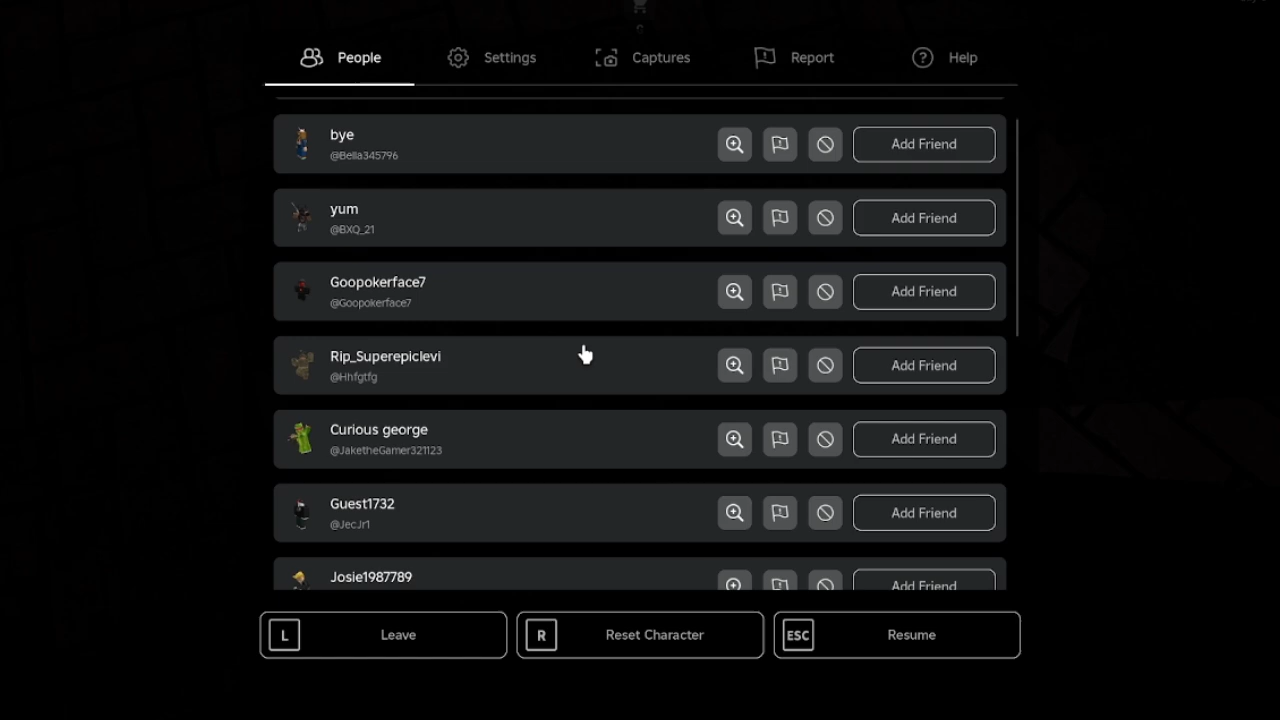 People
Settings
Captures
Report
Help
bye
@Bella345796
Add Friend
yum
@BXQ_21
Add Friend
Goopokerface7
@Goopokerface7
Add Friend
Rip_Superepiclevi
@Hhfgtfg
Add Friend
Curious george
@JaketheGamer321123
Add Friend
Guest1732
@JecJr1
Add Friend
Josie1987789
Add Friend
L
Leave
R
Reset Character
ESC
Resume